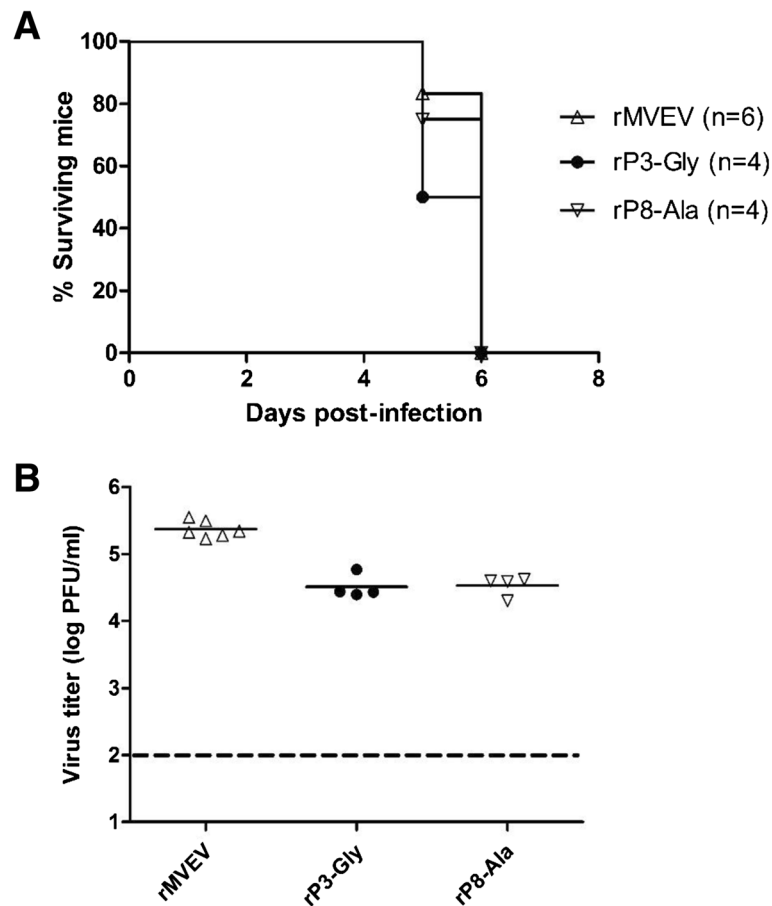 A
100
80
60
40
20
0
% Surviving mice
0 2 4 6 8
Days post-infection
rMVEV (n=6)
rP3-Gly (n=4)
rP8-Ala (n=4)
B
6
5
4
3
2
1
Virus titer (log PFU/ml)
rMVEV
rP3-Gly
rP8-Ala